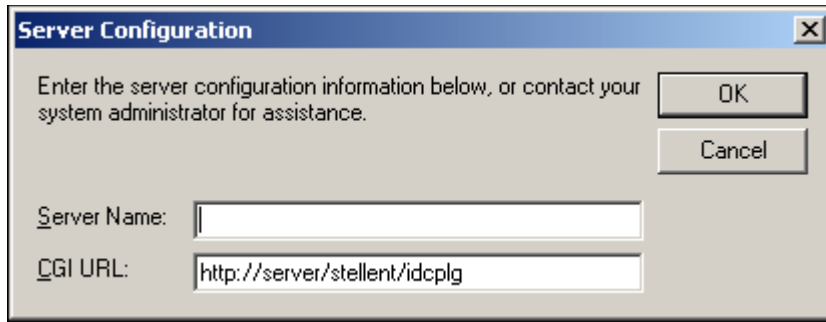 Server Configuration
Enter the server configuration information below, or contact your
system administrator for assistance.
OK
Cancel
Server Name:
CGI URL:
http://server/stellent/idcplg